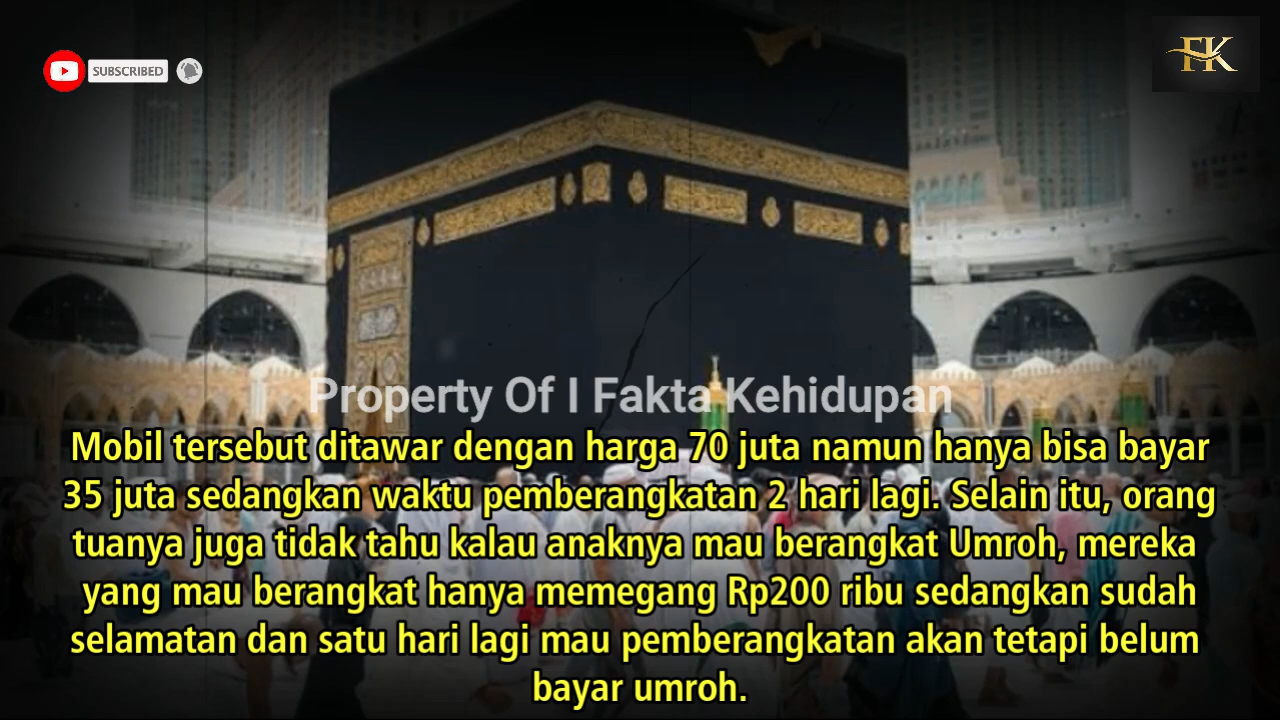 SUBSCRIBED
FK
Property Of I Fakta Kehidupan
Mobil tersebut ditawar dengan harga 70 juta namun hanya bisa bayar
35 juta sedangkan waktu pemberangkatan 2 hari lagi. Selain itu, orang
tuanya juga tidak tahu kalau anaknya mau berangkat Umroh, mereka
yang mau berangkat hanya memegang Rp200 ribu sedangkan sudah
selamatan dan satu hari lagi mau pemberangkatan akan tetapi belum
bayar umroh.